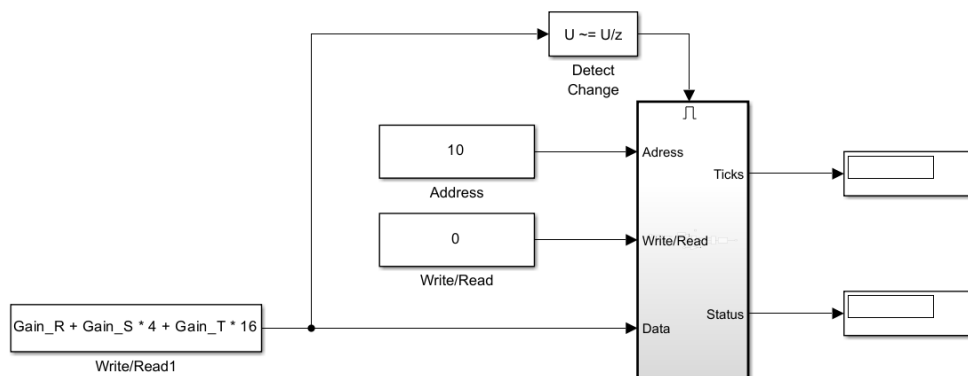 U ~= U/z
Detect
Change
10
Adress
Ticks
Address
0
Write/Read
Write/Read
Gain_R + Gain_S * 4 + Gain_T * 16
Status
Data
Write/Read1